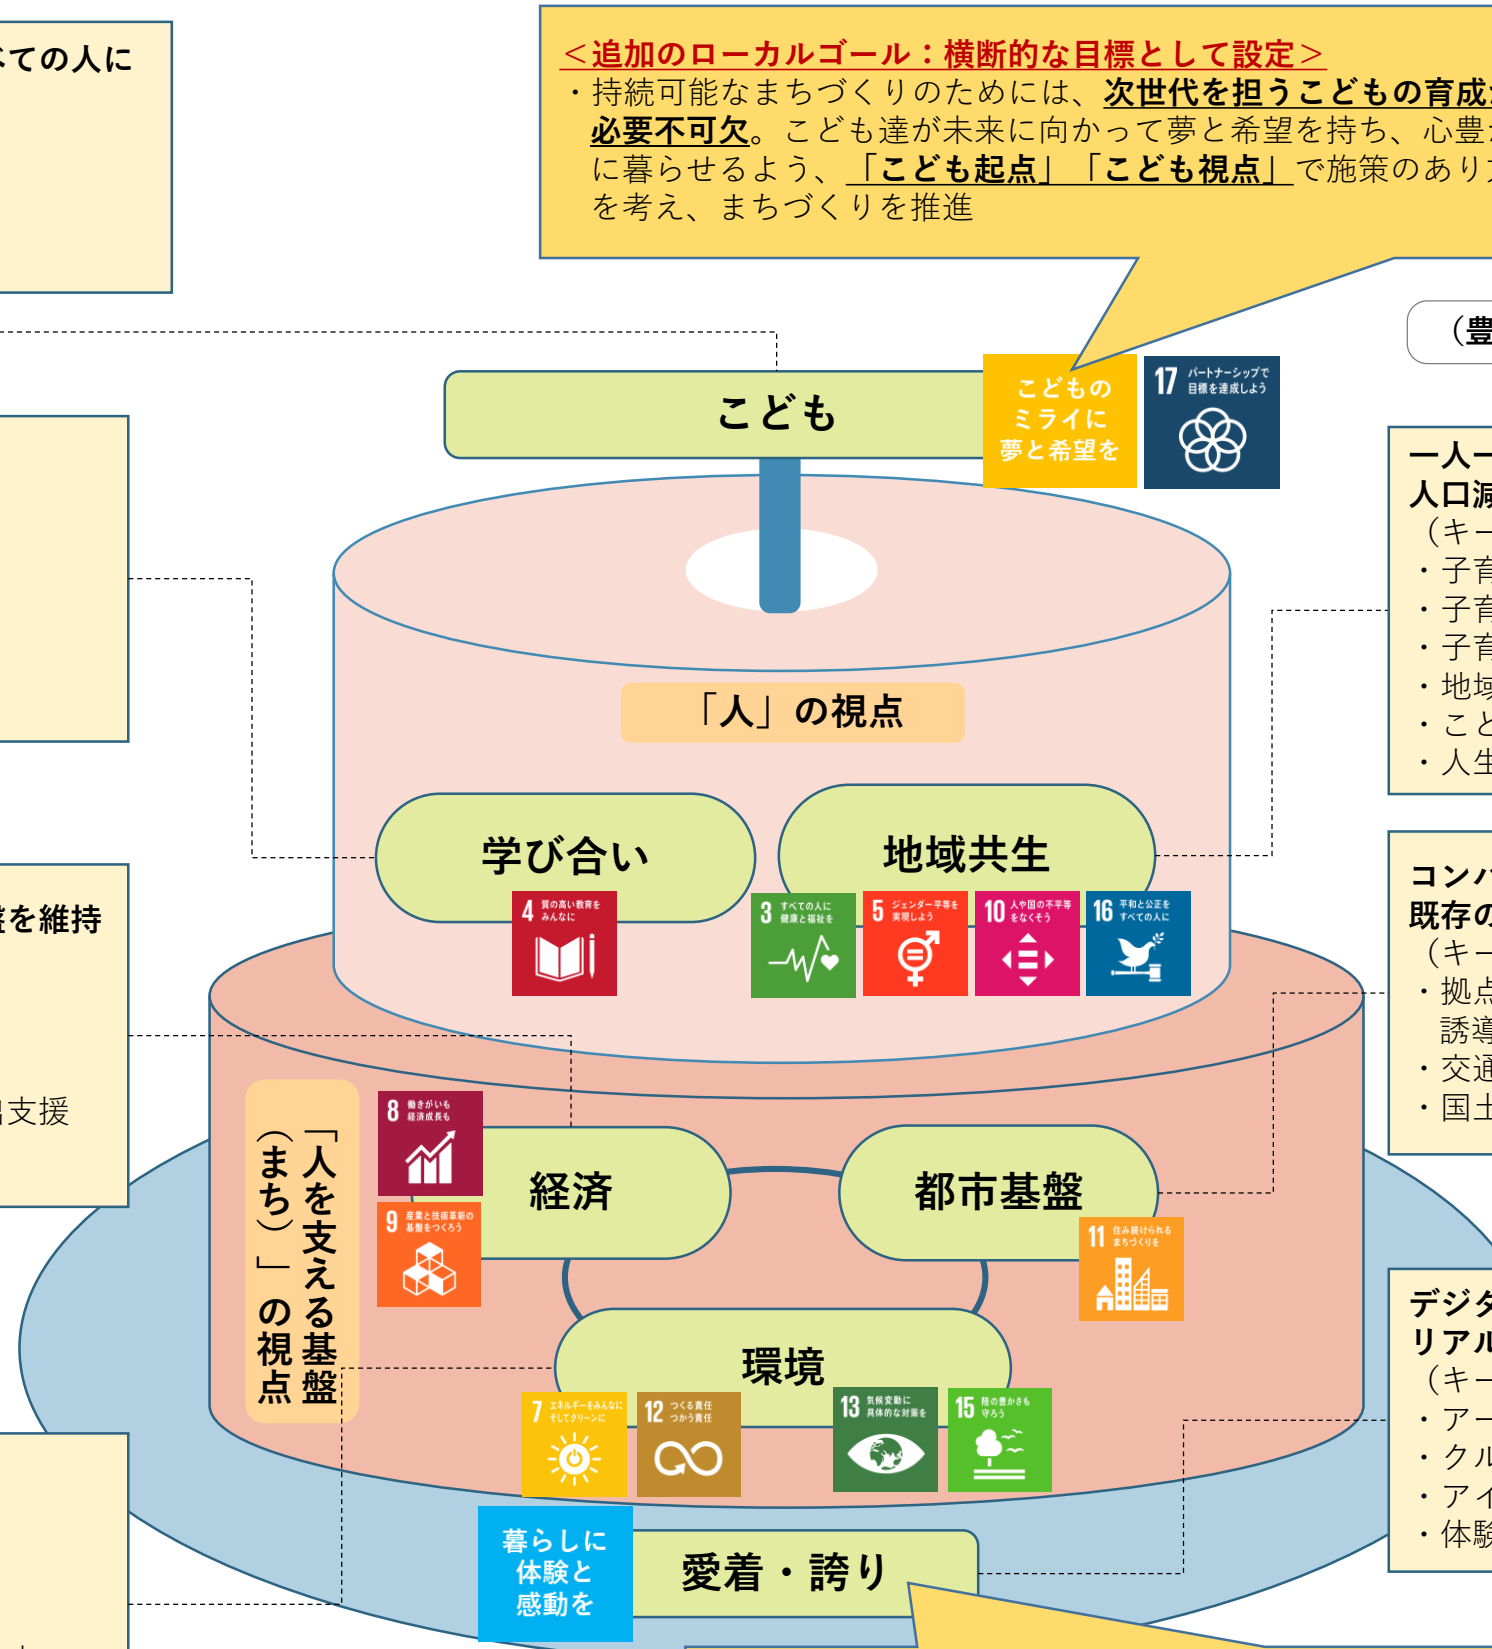 べての人に
＜追加のローカルゴール：横断的な目標として設定＞
・持続可能なまちづくりのためには、次世代を担うこどもの育成が
必要不可欠。こども達が未来に向かって夢と希望を持ち、心豊か
に暮らせるよう、「こども起点」「こども視点」で施策のあり方
を考え、まちづくりを推進
（豊
こども
こどもの
ミライに
夢と希望を
17 パートナーシップで
目標を達成しよう
一人一
人口減
（キー
・子育
・子育
・子育
・地域
・こと
・人生
「人」の視点
学び合い
地域共生
4 質の高い教育を
みんなに
3 すべての人に
健康と福祉を
5 ジェンダー平等を
実現しよう
10 人や国の不平等
をなくそう
16 平和と公正を
すべての人に
盤を維持
出支援
コンパ
既存の
（キー
・拠点
誘導
・交通
・国土
「人を支える基盤
（まち）」の視点
8 働きがいも
経済成長も
経済
9 産業と技術革新の
基盤をつくろう
都市基盤
11 住み続けられる
まちづくりを
環境
7 エネルギーをみんなに
そしてクリーンに
12 つくる責任
つかう責任
13 気候変動に
具体的な対策を
15 陸の豊かさも
守ろう
デジタ
リアル
（キー
・アー
・クル
・アイ
・体験
暮らしに
体験と
感動を
愛着・誇り